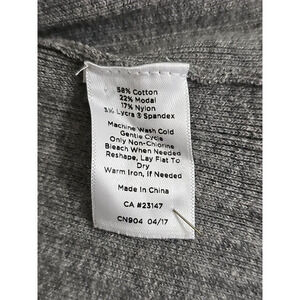 58% Cotton
22% Modal
17% Nylon
3% Lycra ® Spandex
Machine Wash Cold
Gentle Cycle
Only Non-Chlorine
Bleach When Needed
Reshape, Lay Flat To
Dry
Warm Iron, If Needed
Made In China
CA #23147
CN904 04/17